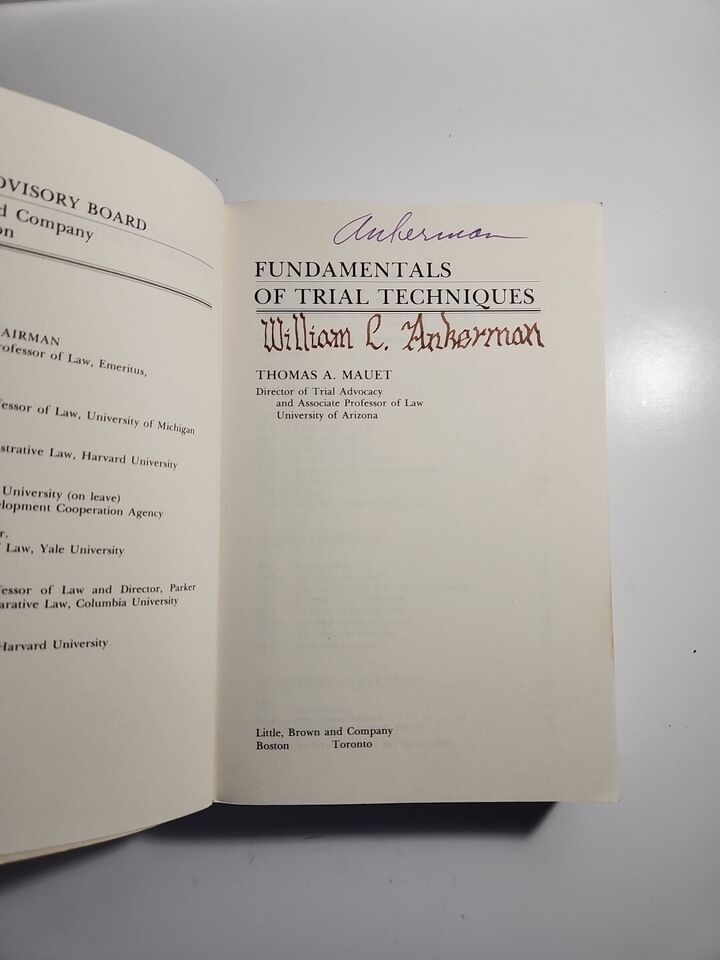 OVISORY BOARD
d Company
on
AIRMAN
rofessor of Law, Emeritus,
essor of Law, University of Michigan
strative Law, Harvard University
University (on leave)
lopment Cooperation Agency
r.
Law, Yale University
essor of Law and Director, Parker
arative Law, Columbia University
Harvard University
Ankerman
FUNDAMENTALS
OF TRIAL TECHNIQUES
William L. Ankerman
THOMAS A. MAUET
Director of Trial Advocacy
and Associate Professor of Law
University of Arizona
Little, Brown and Company
Boston Toronto